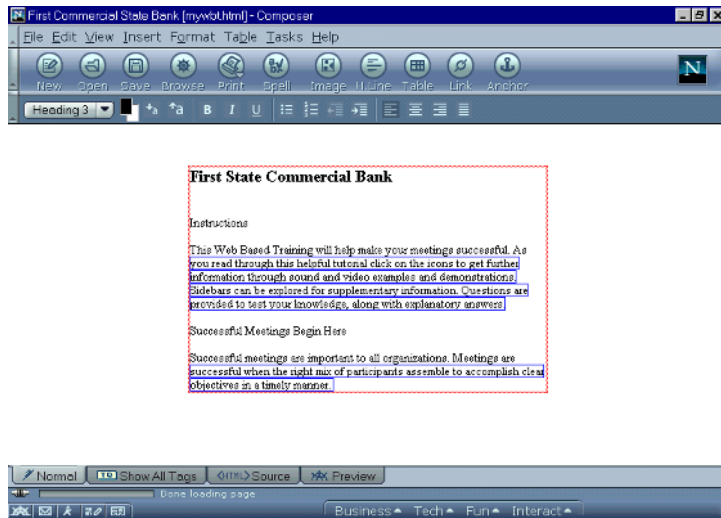 First Commercial State Bank [mywbt.html] - Composer
File Edit View Insert Format Table Tasks Help
New Open Save Browse Print Spell Image H.Line Table Link Anchor
N
Heading 3 B I U
First State Commercial Bank
Instructions
This Web Based Training will help make your meetings successful. As
you read through this helpful tutorial click on the icons to get further
information through sound and video examples and demonstrations.
Sidebars can be explored for supplementary information. Questions are
provided to test your knowledge, along with explanatory answers.
Successful Meetings Begin Here
Successful meetings are important to all organizations. Meetings are
successful when the right mix of participants assemble to accomplish clear
objectives in a timely manner.
Normal Show All Tags <HTML> Source Preview
Done loading page
Business Tech Fun Interact